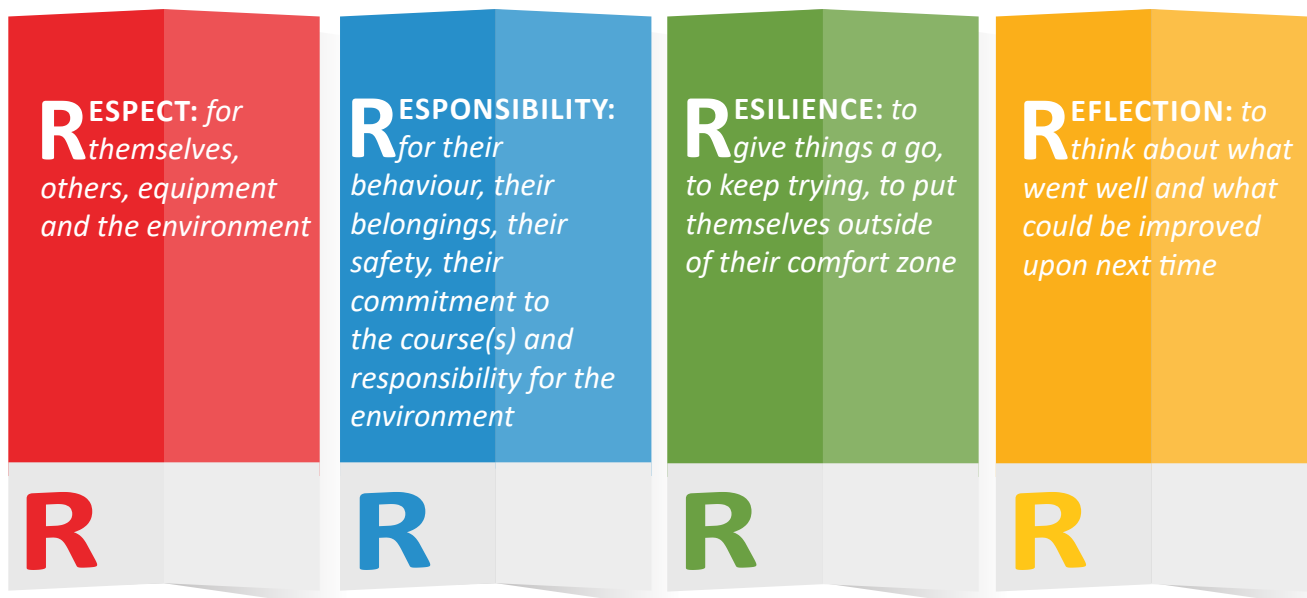 RESPECT: for
themselves,
others, equipment
and the environment
R
RESPONSIBILITY:
for their
behaviour, their
belongings, their
safety, their
commitment to
the course(s) and
responsibility for the
environment
R
RESILIENCE: to
give things a go,
to keep trying, to put
themselves outside
of their comfort zone
R
REFLECTION: to
think about what
went well and what
could be improved
upon next time
R